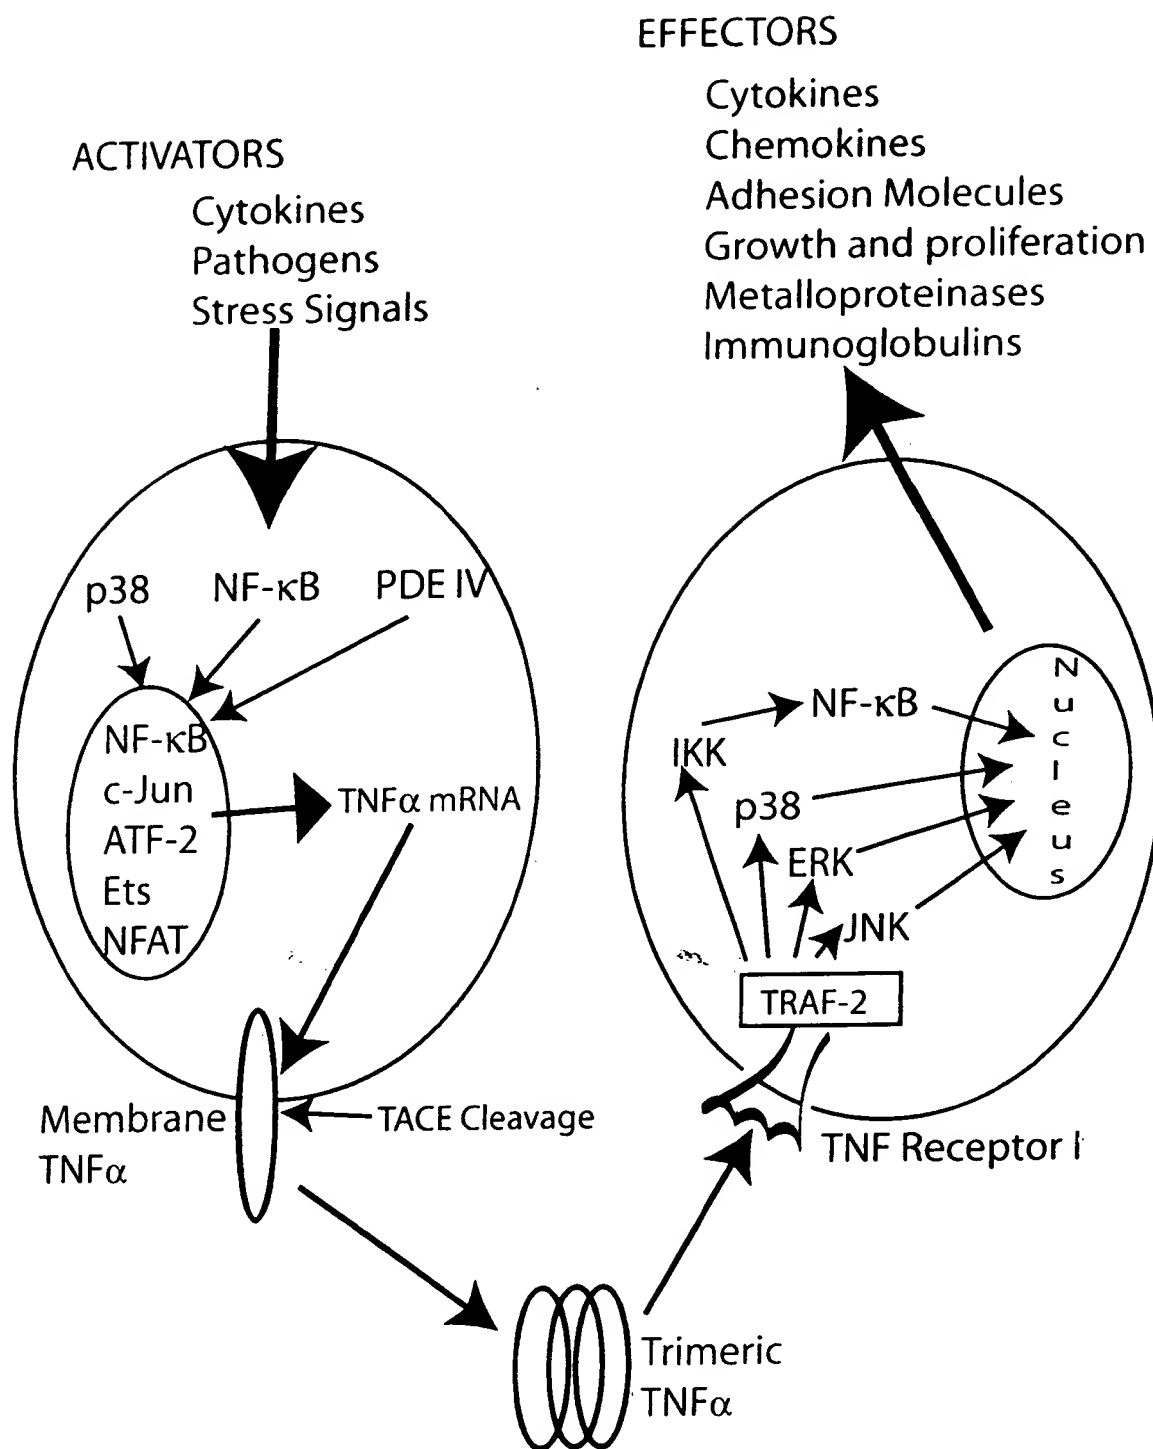 EFFECTORS
Cytokines
Chemokines
Adhesion Molecules
Growth and proliferation
Metalloproteinases
Immunoglobulins
ACTIVATORS
Cytokines
Pathogens
Stress Signals
p38
NF-κB
PDE IV
NF-κB
c-Jun
ATF-2
Ets
NFAT
TNFα mRNA
Membrane
TNFα
TACE Cleavage
Trimeric
TNFα
TNF Receptor I
TRAF-2
IKK
NF-κB
p38
ERK
JNK
Nucleus